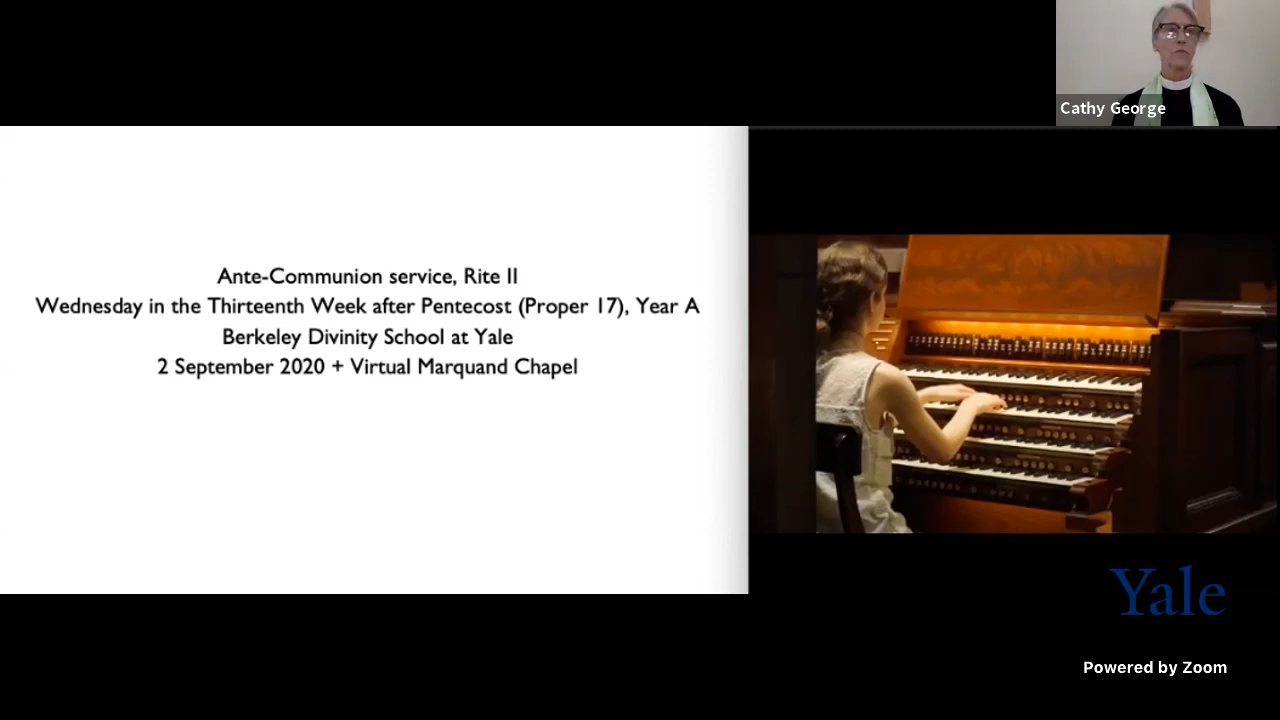 Cathy George
Ante-Communion service, Rite II
Wednesday in the Thirteenth Week after Pentecost (Proper 17), Year A
Berkeley Divinity School at Yale
2 September 2020 + Virtual Marquand Chapel
Yale
Powered by Zoom